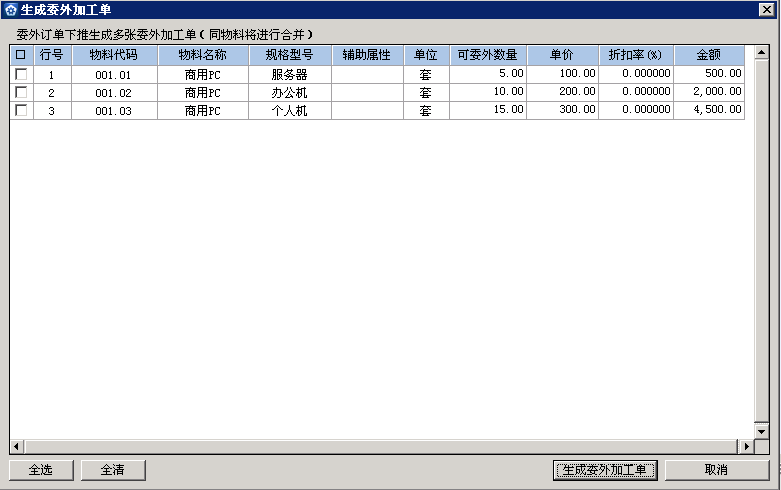 生成委外加工单
委外订单下推生成多张委外加工单(同物料将进行合并)
行号 物料代码 物料名称 规格型号 辅助属性 单位 可委外数量 单价 折扣率(%) 金额
1 001.01 商用PC 服务器 套 5.00 100.00 0.000000 500.00
2 001.02 商用PC 办公机 套 10.00 200.00 0.000000 2,000.00
3 001.03 商用PC 个人机 套 15.00 300.00 0.000000 4,500.00
全选 全清 生成委外加工单 取消